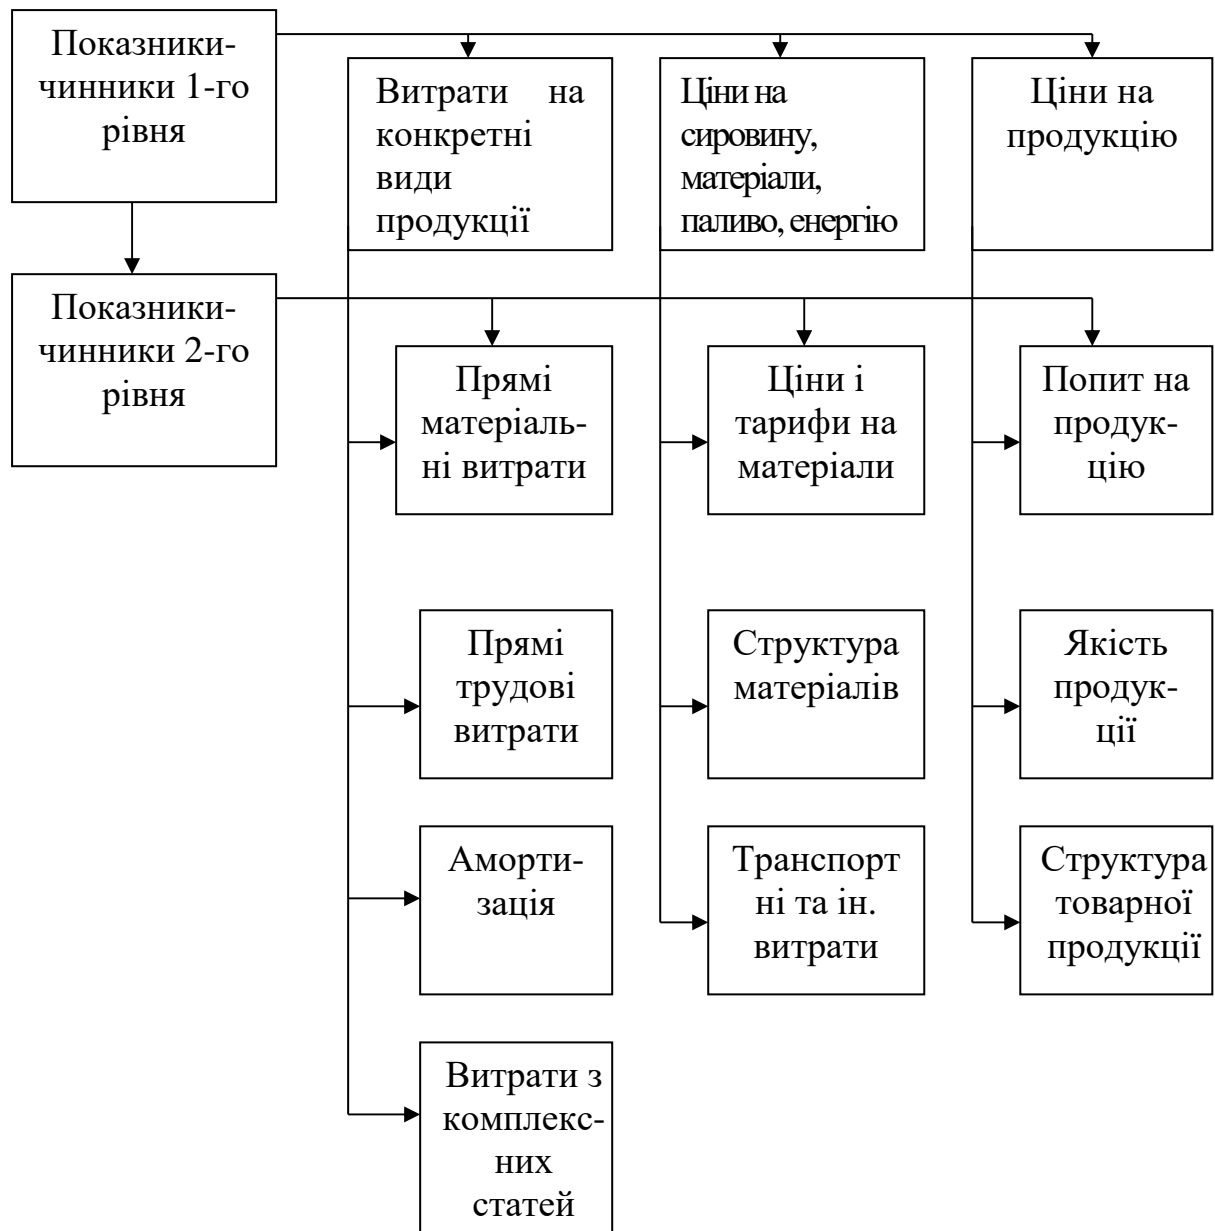 Показники-
чинники 1-го
рівня
Витрати на
конкретні
види
продукції
Ціни на
сировину,
матеріали,
паливо, енергію
Ціни на
продукцію
Показники-
чинники 2-го
рівня
Прямі
матеріаль-
ні витрати
Ціни і
тарифи на
матеріали
Попит на
продук-
цію
Прямі
трудові
витрати
Структура
матеріалів
Якість
продук-
ції
Аморти-
зація
Транспорт
ні та ін.
витрати
Структура
товарної
продукції
Витрати з
комплекс-
них
статей